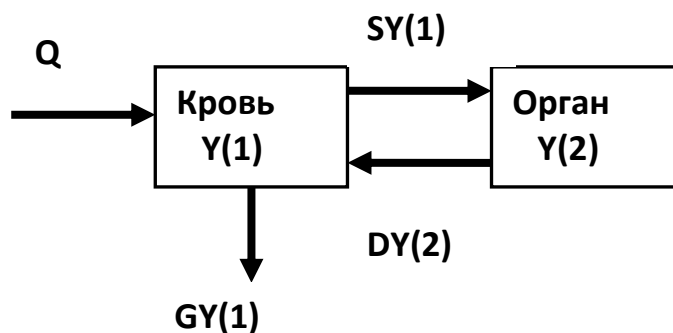 SY(1)
Q
Кровь
Y(1)
Орган
Y(2)
DY(2)
GY(1)